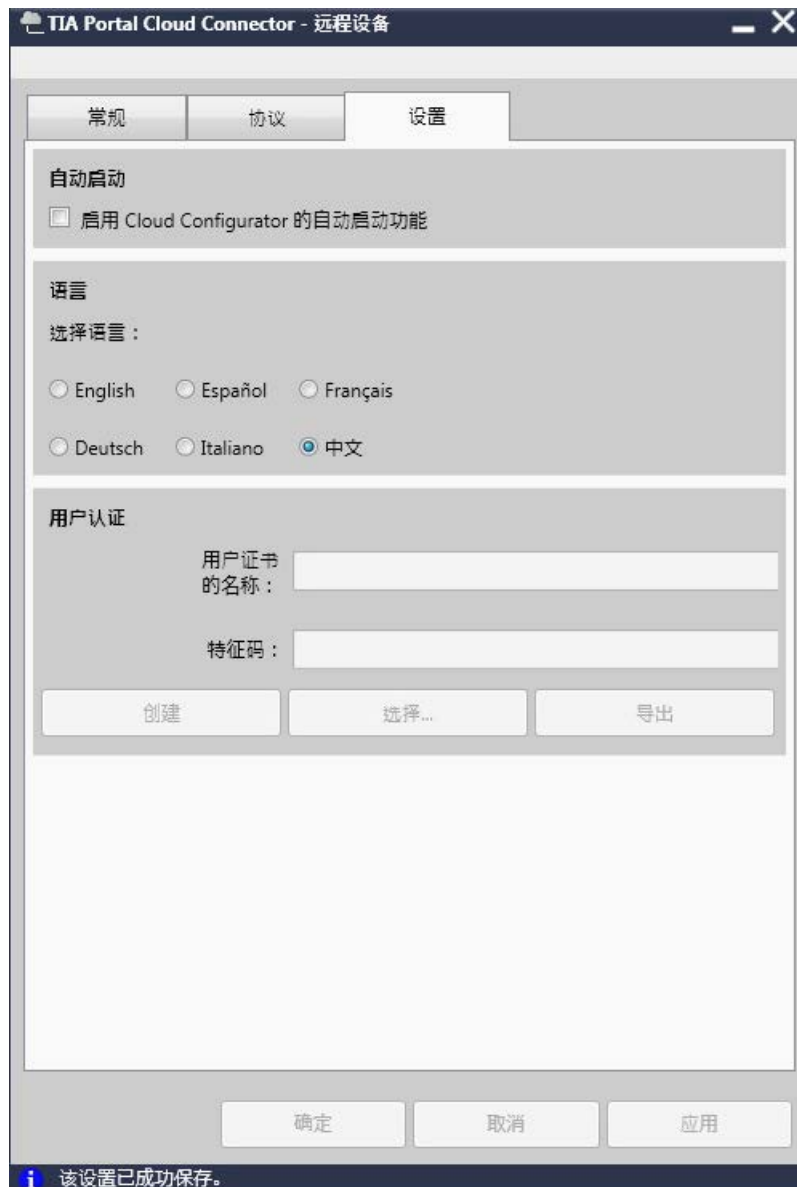 TIA Portal Cloud Connector - 远程设备
常规 协议 设置
自动启动
启用 Cloud Configurator 的自动启动功能
语言
选择语言：
English Español Français
Deutsch Italiano 中文
用户认证
用户证书
的名称：
特征码：
创建 选择... 导出
确定 取消 应用
该设置已成功保存。